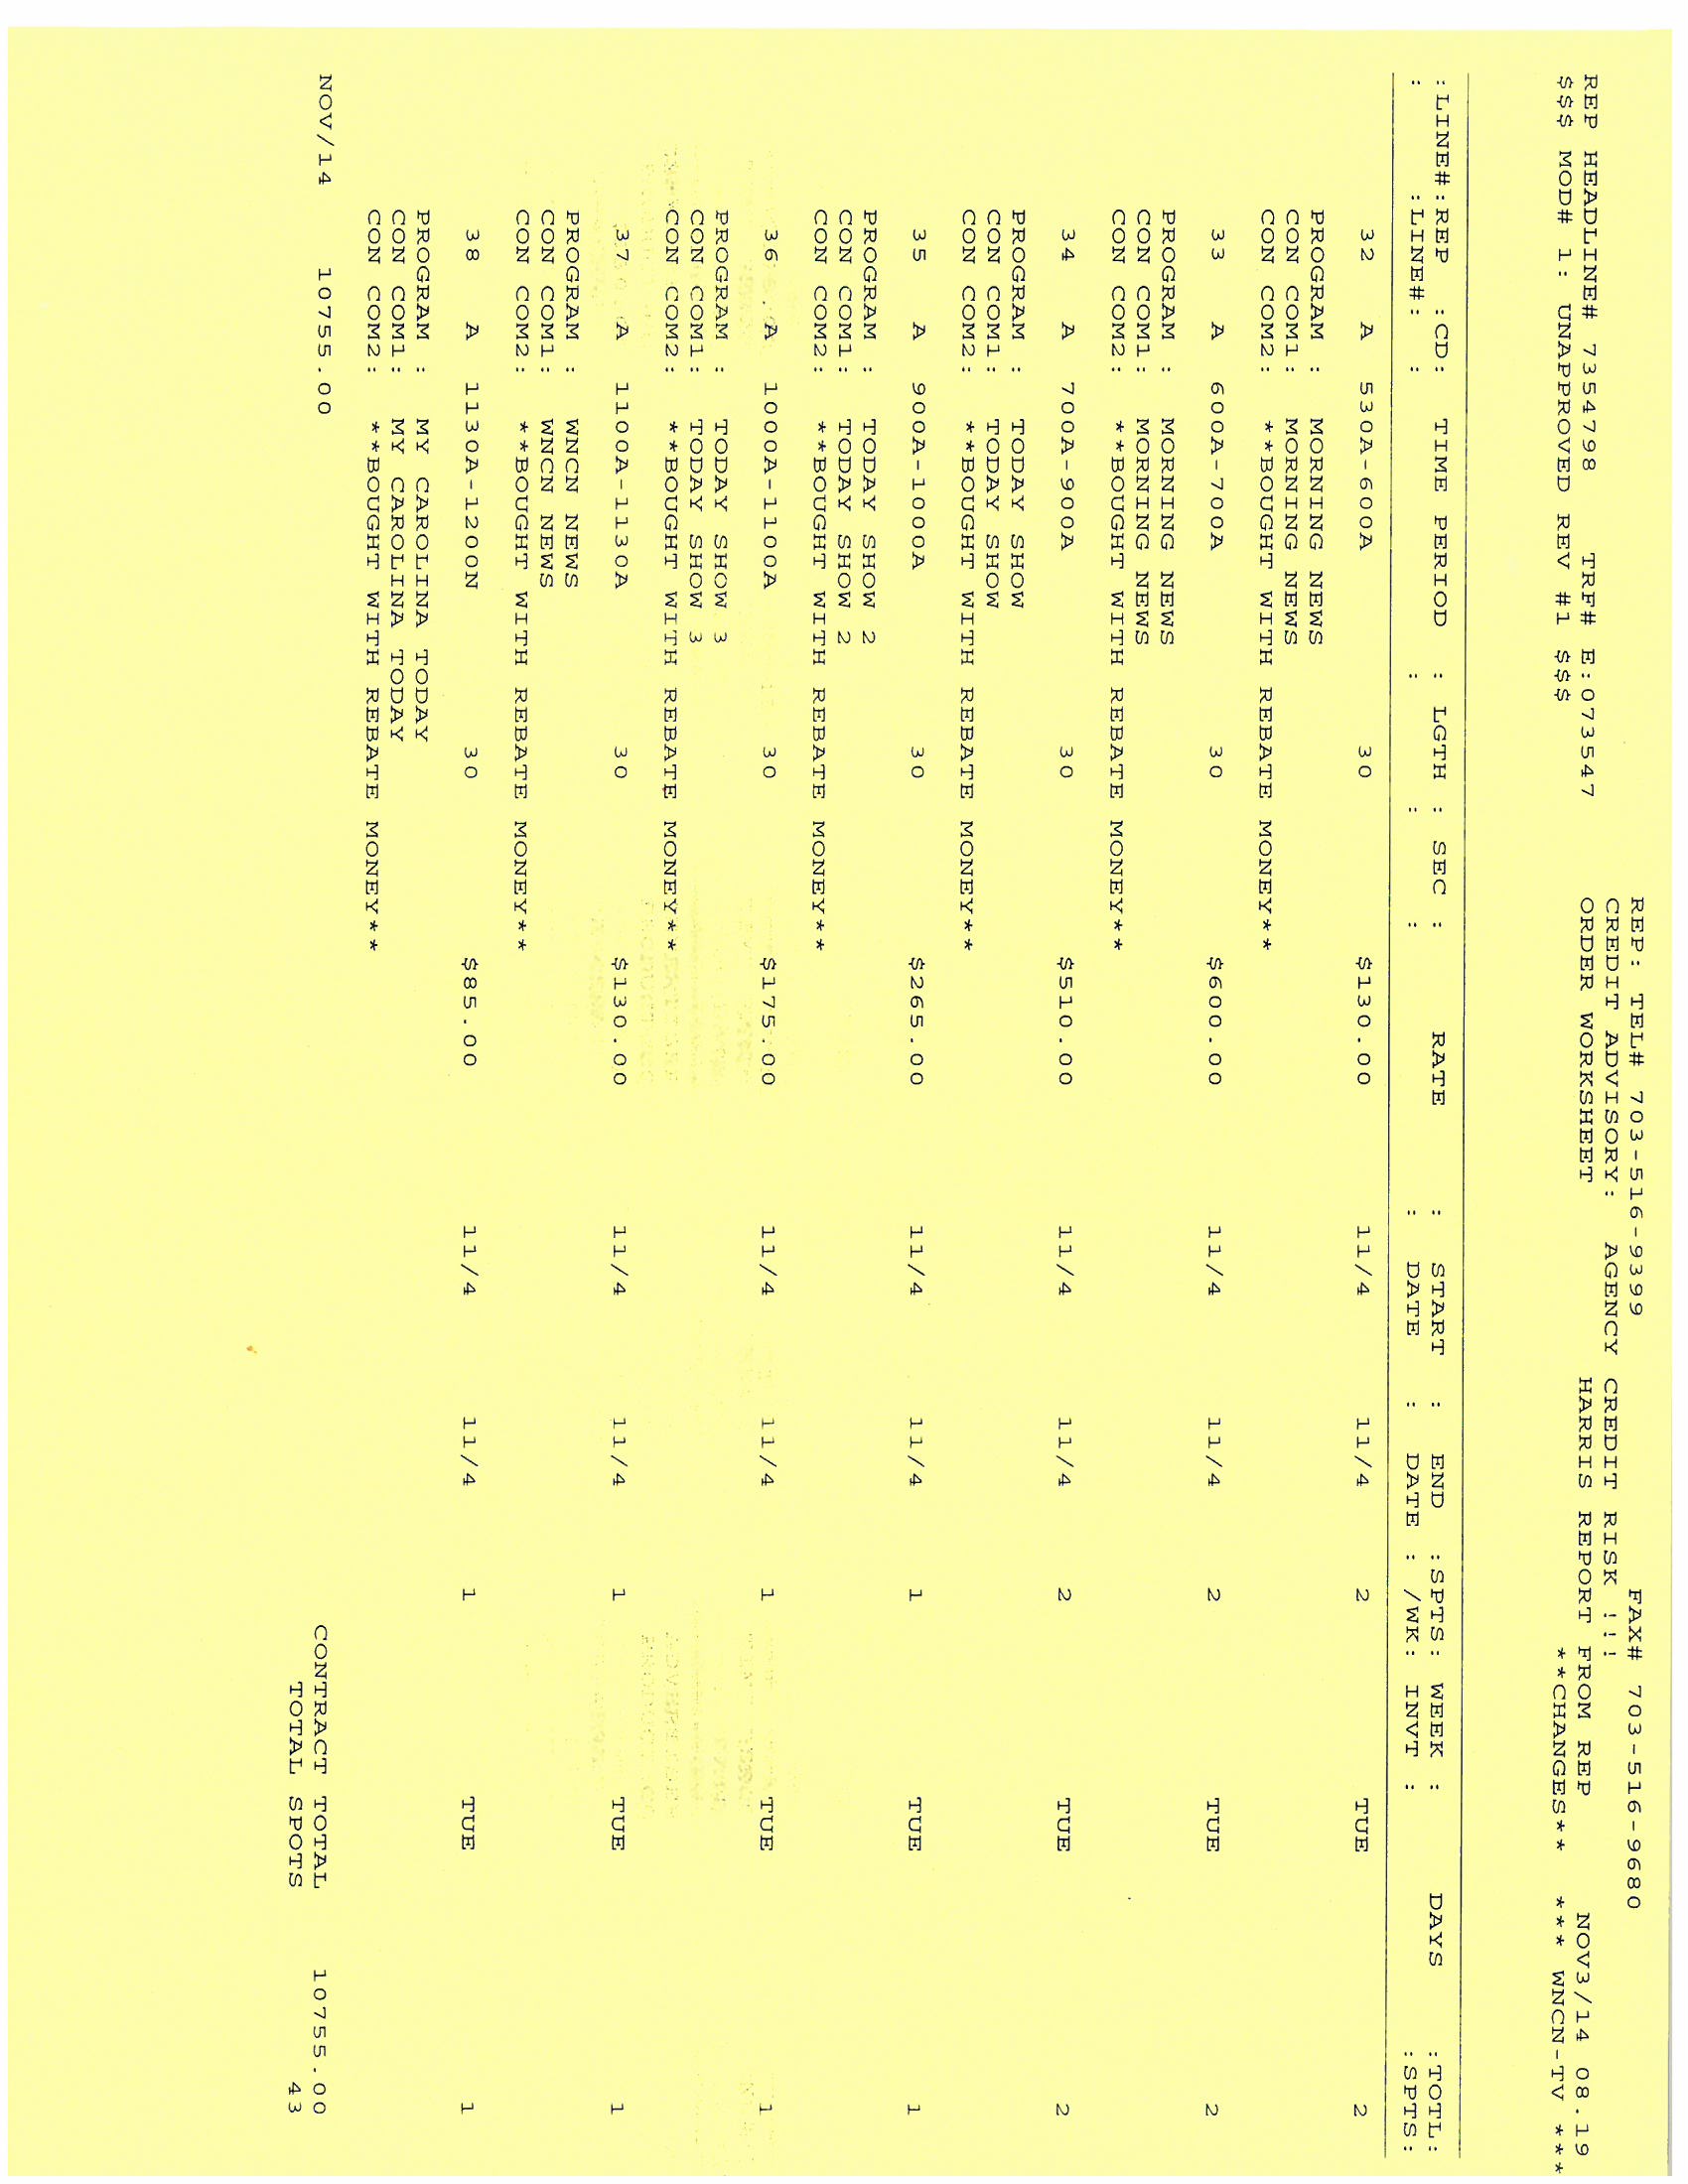 REP: TEL# 703-516-9399 FAX# 703-516-9680
CREDIT ADVISORY: AGENCY CREDIT RISK !!!
REP HEADLINE# 7354798 TRF# E:073547 ORDER WORKSHEET HARRIS REPORT FROM REP NOV3/14 08.19
$$$ MOD# 1: UNAPPROVED REV #1 $$$ **CHANGES** *** WNCN-TV ***
:LINE#:REP :CD: TIME PERIOD : LGTH : SEC : RATE : START : END :SPTS: WEEK : DAYS :TOTL:
: :LINE#: : : : : : DATE : DATE : /WK: INVT : :SPTS:
32 A 530A-600A 30 $130.00 11/4 11/4 2 TUE 2
PROGRAM : MORNING NEWS
CON COM1: MORNING NEWS
CON COM2: **BOUGHT WITH REBATE MONEY**
33 A 600A-700A 30 $600.00 11/4 11/4 2 TUE 2
PROGRAM : MORNING NEWS
CON COM1: MORNING NEWS
CON COM2: **BOUGHT WITH REBATE MONEY**
34 A 700A-900A 30 $510.00 11/4 11/4 2 TUE 2
PROGRAM : TODAY SHOW
CON COM1: TODAY SHOW
CON COM2: **BOUGHT WITH REBATE MONEY**
35 A 900A-1000A 30 $265.00 11/4 11/4 1 TUE 1
PROGRAM : TODAY SHOW 2
CON COM1: TODAY SHOW 2
CON COM2: **BOUGHT WITH REBATE MONEY**
36 A 1000A-1100A 30 $175.00 11/4 11/4 1 TUE 1
PROGRAM : TODAY SHOW 3
CON COM1: TODAY SHOW 3
CON COM2: **BOUGHT WITH REBATE MONEY**
37 A 1100A-1130A 30 $130.00 11/4 11/4 1 TUE 1
PROGRAM : WNCN NEWS
CON COM1: WNCN NEWS
CON COM2: **BOUGHT WITH REBATE MONEY**
38 A 1130A-1200N 30 $85.00 11/4 11/4 1 TUE 1
PROGRAM : MY CAROLINA TODAY
CON COM1: MY CAROLINA TODAY
CON COM2: **BOUGHT WITH REBATE MONEY**
NOV/14 10755.00 CONTRACT TOTAL 10755.00
TOTAL SPOTS 43